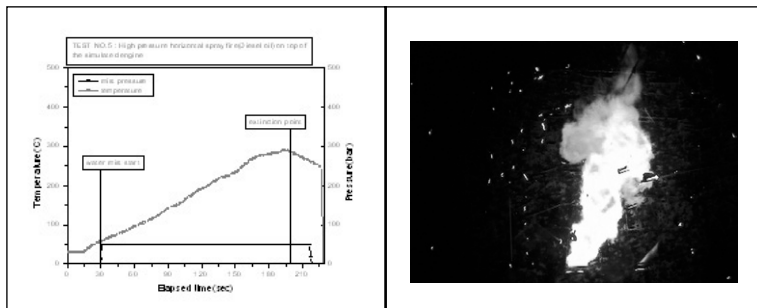 TEST NO.5 : High pressure horizontal spray fire(Diesel oil) on top of
the simulated engine
500
500
mist pressure
temperature
400
400
extinction point
300
300
water mist start
200
200
100
100
0
0
Temperature(°C)
Pressure(bar)
0 30 60 90 120 150 180 210
Elapsed time(sec)